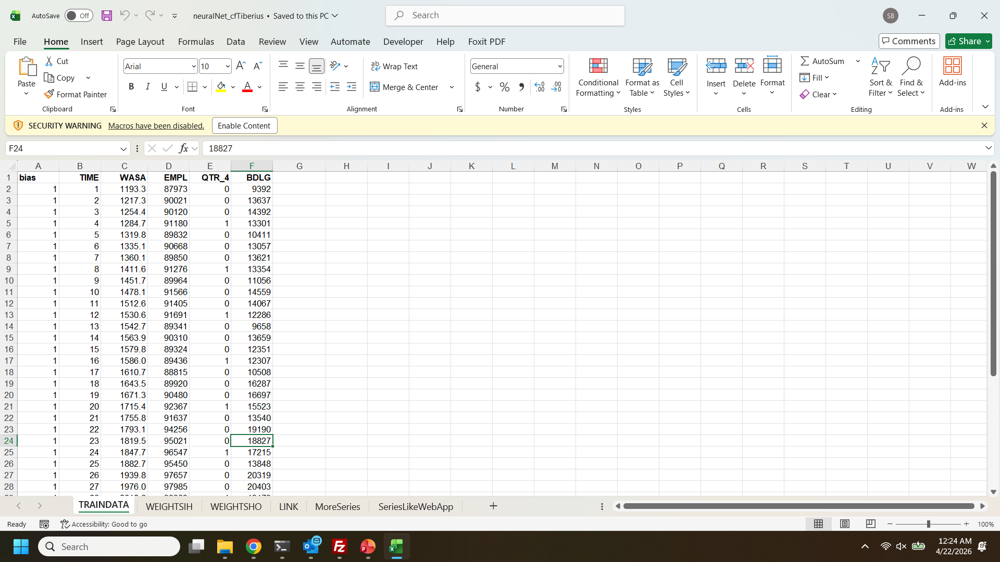 AutoSave Off neuralNet_cfTiberius • Saved to this PC Search SB
File Home Insert Page Layout Formulas Data Review View Automate Developer Help Foxit PDF Comments Share
Paste Cut Copy Format Painter Clipboard
Arial 10 B I U A Font
Wrap Text Merge & Center Alignment
General $ % Number
Conditional Formatting Format as Table Cell Styles Styles
Insert Delete Format Cells
AutoSum Fill Clear Sort & Filter Find & Select Editing
Add-ins Add-ins
SECURITY WARNING Macros have been disabled. Enable Content
F24 fx 18827
A B C D E F G H I J K L M N O P Q R S T U V W
1 bias TIME WASA EMPL QTR_4 BDLG
2 1 1 1193.3 87973 0 9392
3 1 2 1217.3 90021 0 13637
4 1 3 1254.4 90120 0 14392
5 1 4 1284.7 91180 1 13301
6 1 5 1319.8 89832 0 10411
7 1 6 1335.1 90668 0 13057
8 1 7 1360.1 89850 0 13621
9 1 8 1411.6 91276 1 13354
10 1 9 1451.7 89964 0 11056
11 1 10 1478.1 91566 0 14559
12 1 11 1512.6 91405 0 14067
13 1 12 1530.6 91691 1 12286
14 1 13 1542.7 89341 0 9658
15 1 14 1563.9 90310 0 13659
16 1 15 1579.8 89324 0 12351
17 1 16 1586.0 89436 1 12307
18 1 17 1610.7 88815 0 10508
19 1 18 1643.5 89920 0 16287
20 1 19 1671.3 90480 0 16697
21 1 20 1715.4 92367 1 15523
22 1 21 1755.8 91637 0 13540
23 1 22 1793.1 94256 0 19190
24 1 23 1819.5 95021 0 18827
25 1 24 1847.7 96547 1 17215
26 1 25 1882.7 95450 0 13848
27 1 26 1939.8 97657 0 20319
28 1 27 1976.0 97985 0 20403
TRAINDATA WEIGHTSIH WEIGHTSHO LINK MoreSeries SeriesLikeWebApp
Ready Accessibility: Good to go 100%
Search 12:24 AM
4/22/2026